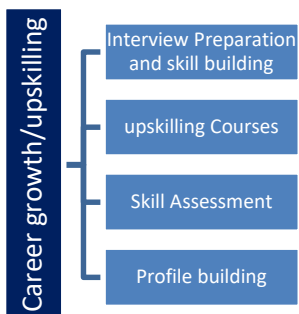 Career growth/upskilling
Interview Preparation
and skill building
upskilling Courses
Skill Assessment
Profile building